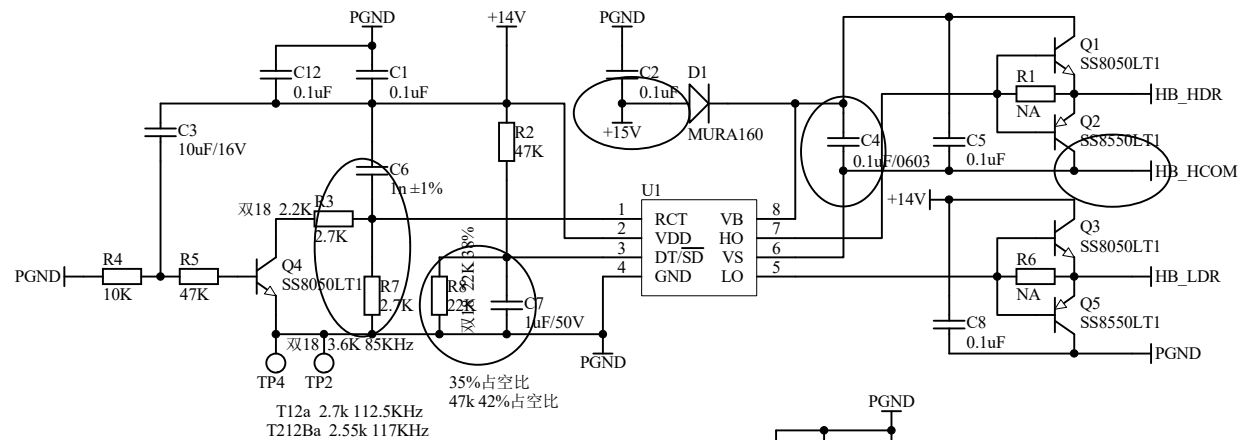 PGND
+14V
PGND
C12
0.1uF
C1
0.1uF
C2
0.1uF
D1
MURA160
+15V
Q1
SS8050LT1
R1
NA
HB_HDR
Q2
SS8550LT1
C3
10uF/16V
R2
47K
C4
0.1uF/0603
C5
0.1uF
HB_HCOM
C6
1n ±1%
U1
双18 2.2K
R3
2.7K
1 RCT VB 8
2 VDD HO 7
3 DT/SD VS 6
4 GND LO 5
+14V
Q3
SS8050LT1
R6
NA
HB_LDR
Q5
SS8550LT1
PGND
R4
10K
R5
47K
Q4
SS8050LT1
R7
2.7K
R8
22K
双18 22K 38%
C7
1uF/50V
C8
0.1uF
PGND
双18 3.6K 85KHz
PGND
TP4
TP2
35%占空比
47k 42%占空比
T12a 2.7k 112.5KHz
T212Ba 2.55k 117KHz
PGND